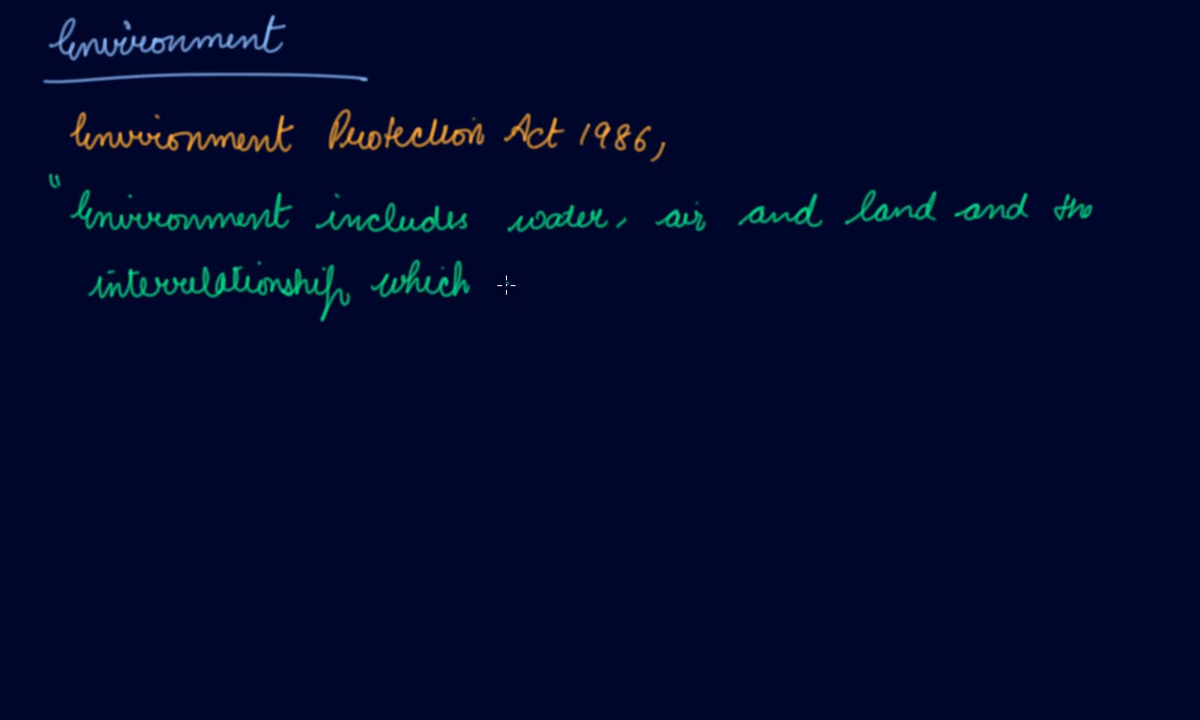 Environment
Environment Protection Act 1986,
"Environment includes water, air and land and the
interrelationship which